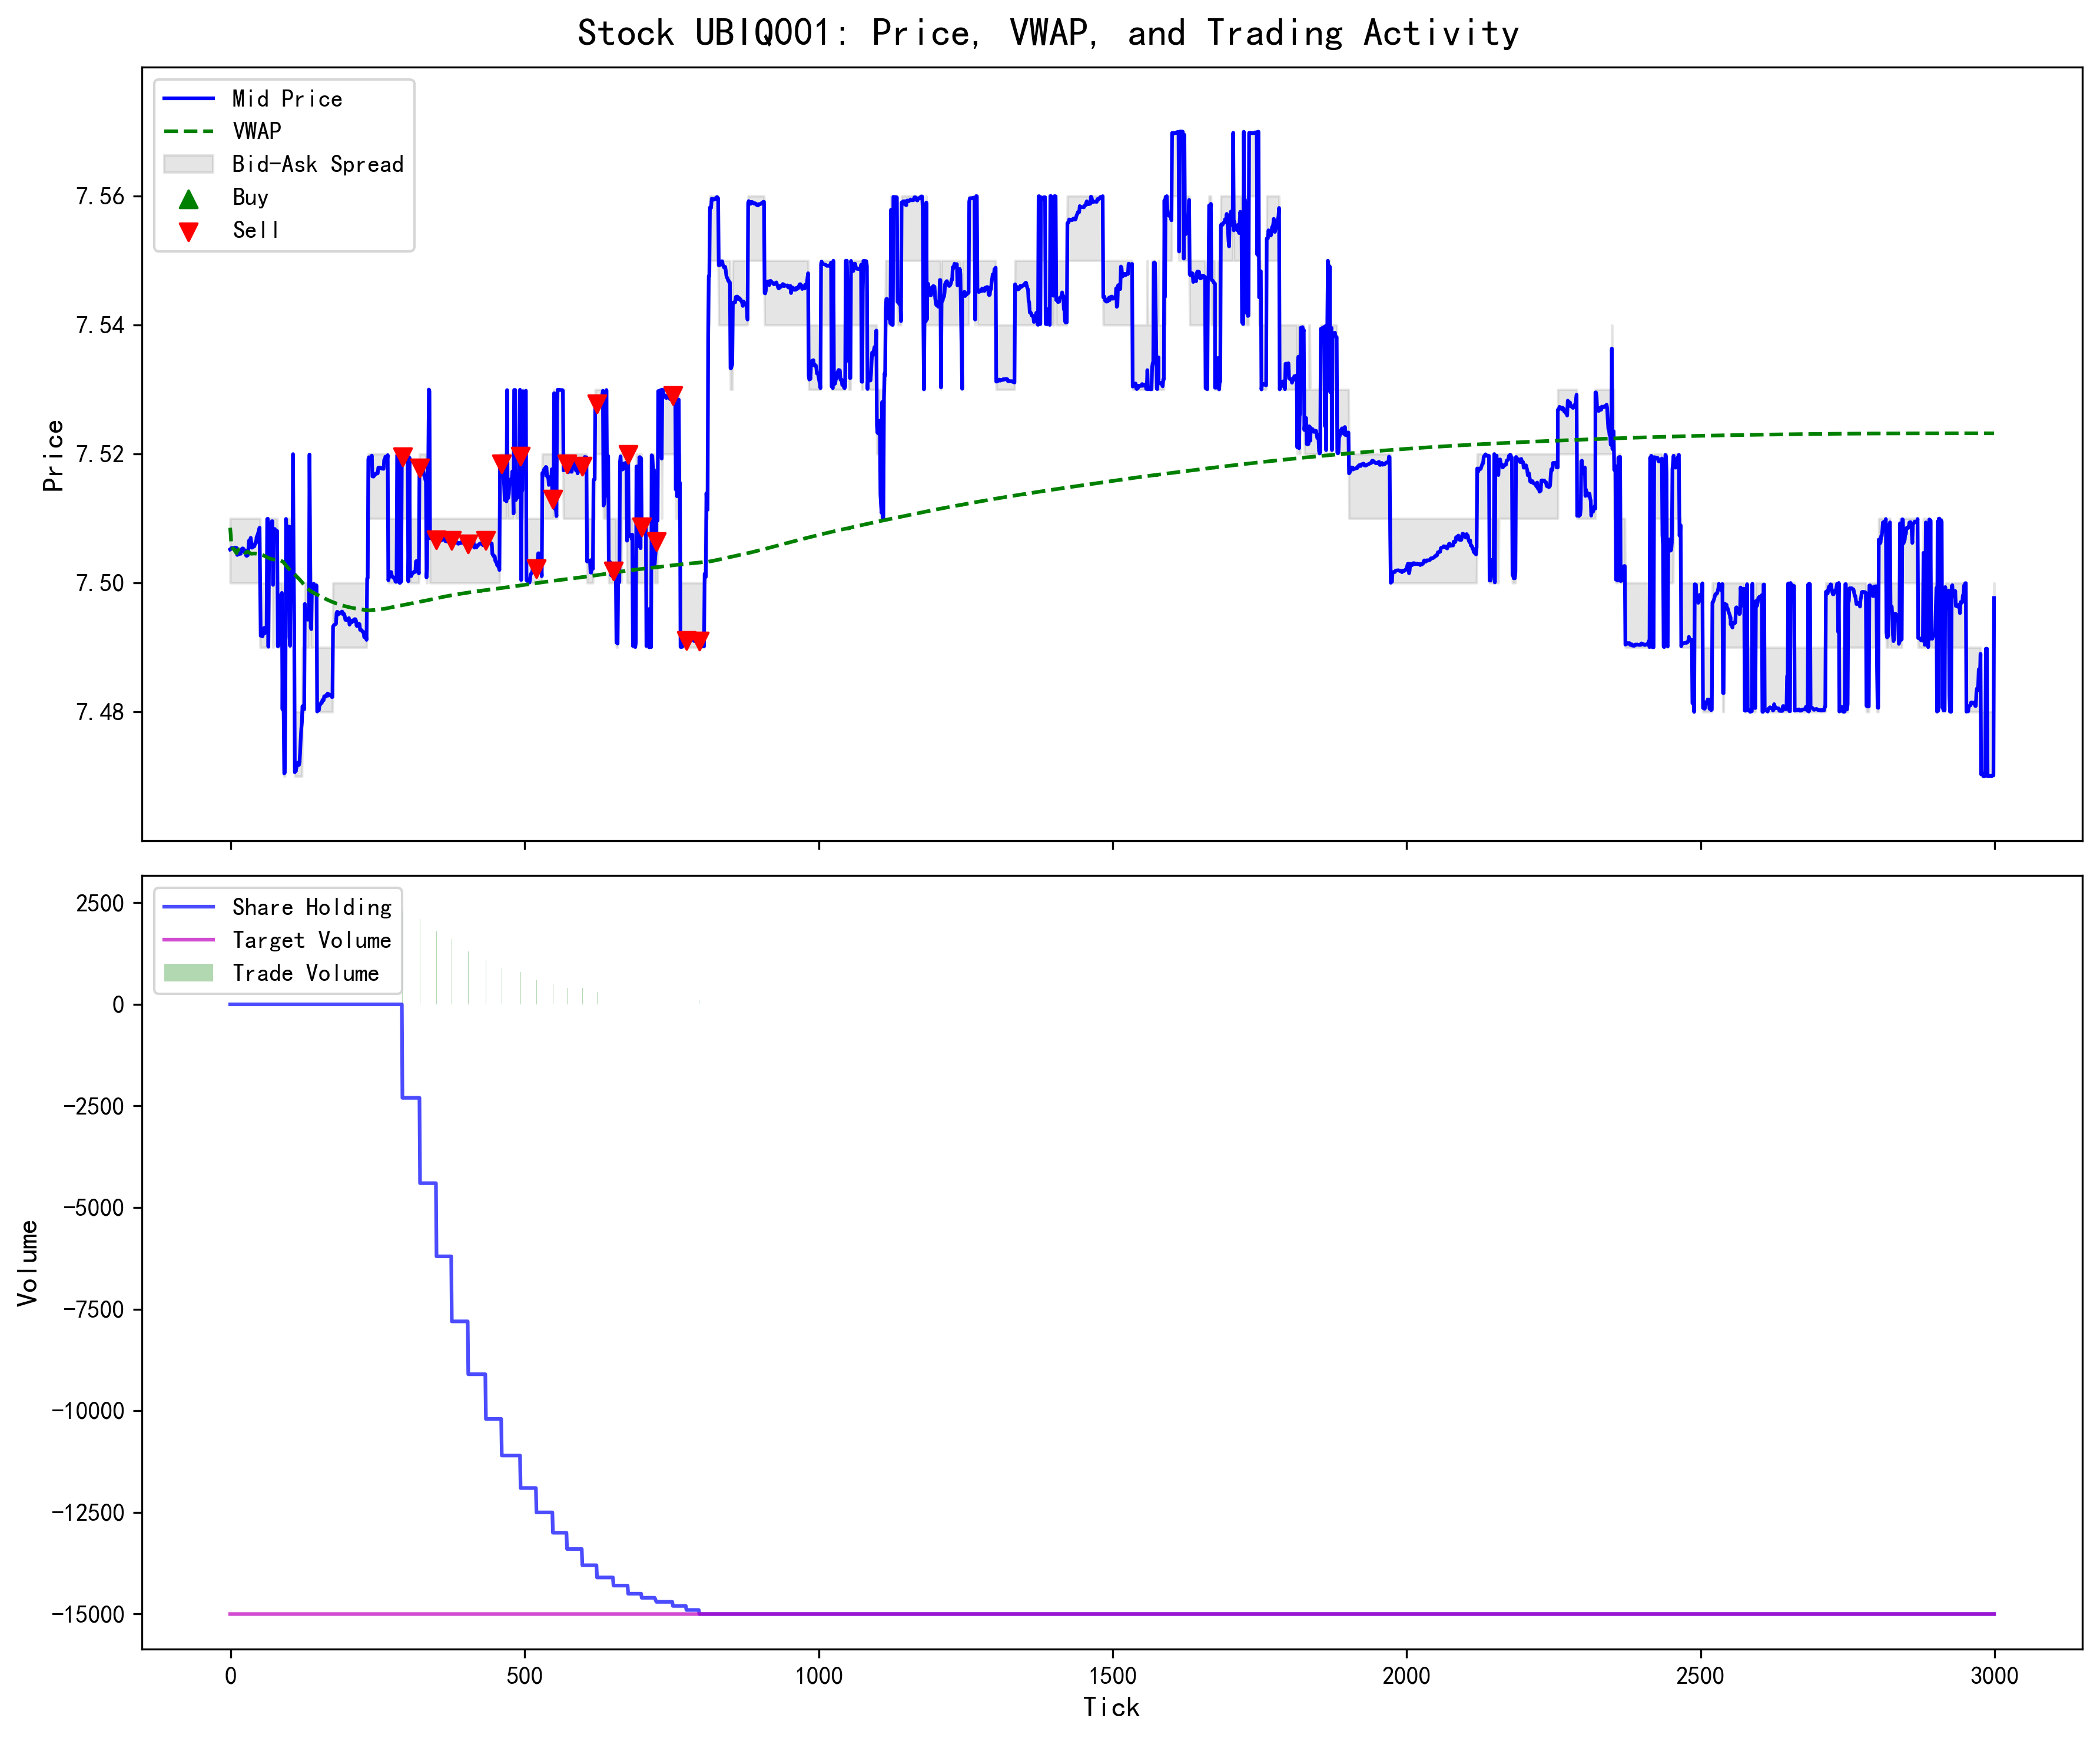 Stock UBIQ001: Price, VWAP, and Trading Activity
Mid Price
VWAP
Bid-Ask Spread
Buy
Sell
Price
7.56
7.54
7.52
7.50
7.48
Share Holding
Target Volume
Trade Volume
Volume
2500
0
−2500
−5000
−7500
−10000
−12500
−15000
0 500 1000 1500 2000 2500 3000
Tick